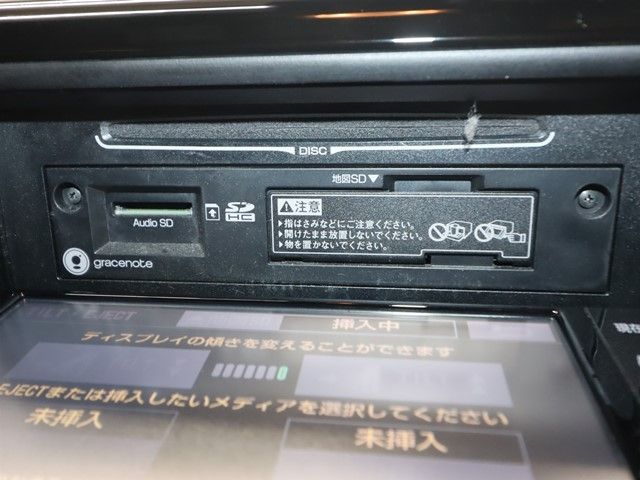 DISC
地図SD▼
Audio SD
SD
HC
gracenote
注意
▶指はさみなどにご注意ください。
▶開けたまま放置しないでください。
▶物を置かないでください。
TILT・EJECT
挿入中
ディスプレイの傾きを変えることができます
EJECTまたは挿入したいメディアを選択してください
未挿入
未挿入